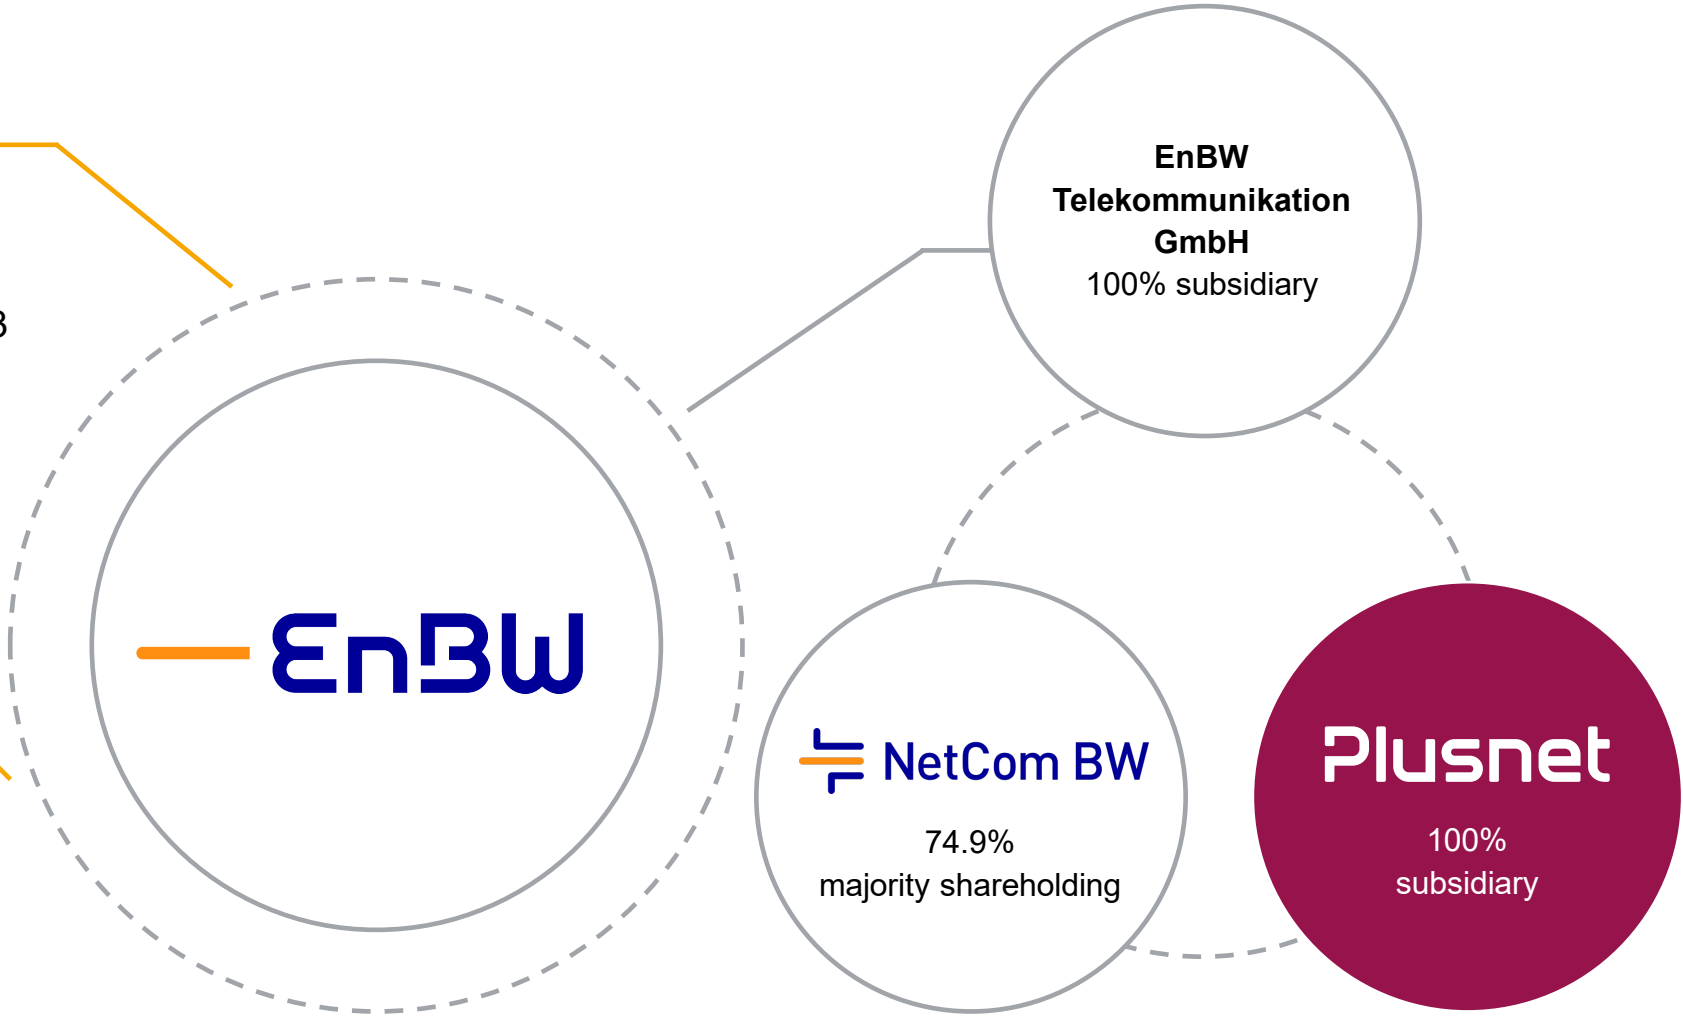 EnBW
Telekommunikation
GmbH
100% subsidiary
EnBW
NetCom BW
74.9%
majority shareholding
Plusnet
100%
subsidiary